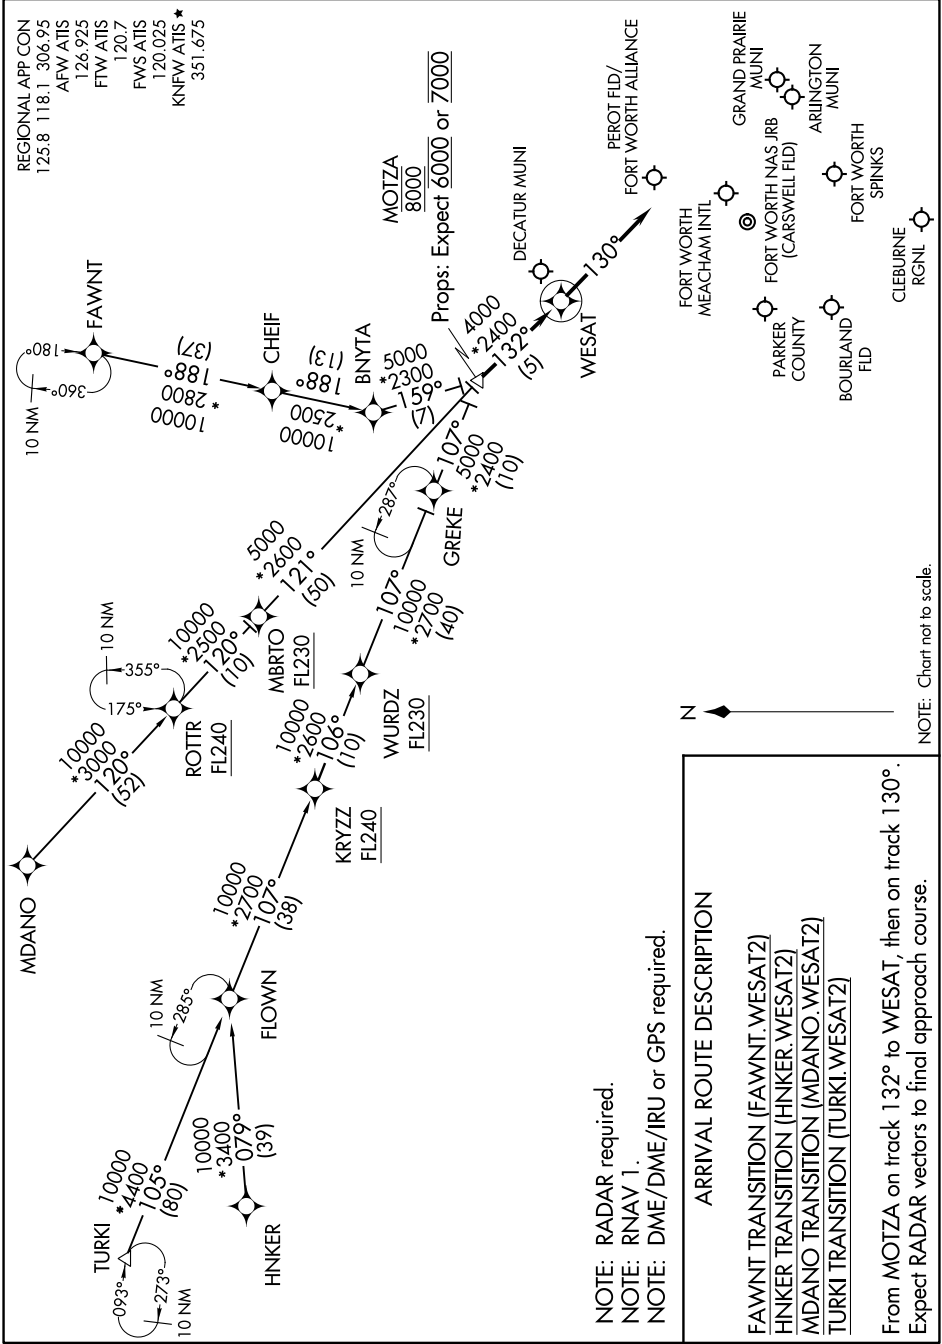 REGIONAL APP CON
125.8 118.1 306.95
AFW ATIS
126.925
FTW ATIS
120.7
FWS ATIS
120.025
KNFW ATIS ★
351.675
MDANO
10000
*3000
120°
(52)
10 NM
355°
175°
ROTTR
FL240
10000
*2500
120°
(10)
MBRTO
FL230
5000
*2600
121°
(50)
10 NM
180°
360°
FAWNT
10000
*2800
188°
(37)
CHEIF
10000
*2500
188°
(13)
BNYTA
5000
*2300
159°
(7)
MOTZA
8000
Props: Expect 6000 or 7000
TURKI
093°
273°
10 NM
10000
*4400
105°
(80)
HNKER
10000
*3400
079°
(39)
10 NM
285°
FLOWN
10000
*2700
107°
(38)
KRYZZ
FL240
10000
*2600
106°
(10)
WURDZ
FL230
10000
*2700
107°
(40)
10 NM
287°
GREKE
107°
5000
*2400
(10)
4000
*2400
132°
(5)
DECATUR MUNI
WESAT
130°
PEROT FLD/
FORT WORTH ALLIANCE
FORT WORTH
MEACHAM INTL
GRAND PRAIRIE
MUNI
FORT WORTH NAS JRB
(CARSWELL FLD)
ARLINGTON
MUNI
PARKER
COUNTY
FORT WORTH
SPINKS
BOURLAND
FLD
CLEBURNE
RGNL
N
NOTE: Chart not to scale.
NOTE: RADAR required.
NOTE: RNAV 1.
NOTE: DME/DME/IRU or GPS required.
ARRIVAL ROUTE DESCRIPTION
FAWNT TRANSITION (FAWNT.WESAT2)
HNKER TRANSITION (HNKER.WESAT2)
MDANO TRANSITION (MDANO.WESAT2)
TURKI TRANSITION (TURKI.WESAT2)
From MOTZA on track 132° to WESAT, then on track 130°.
Expect RADAR vectors to final approach course.